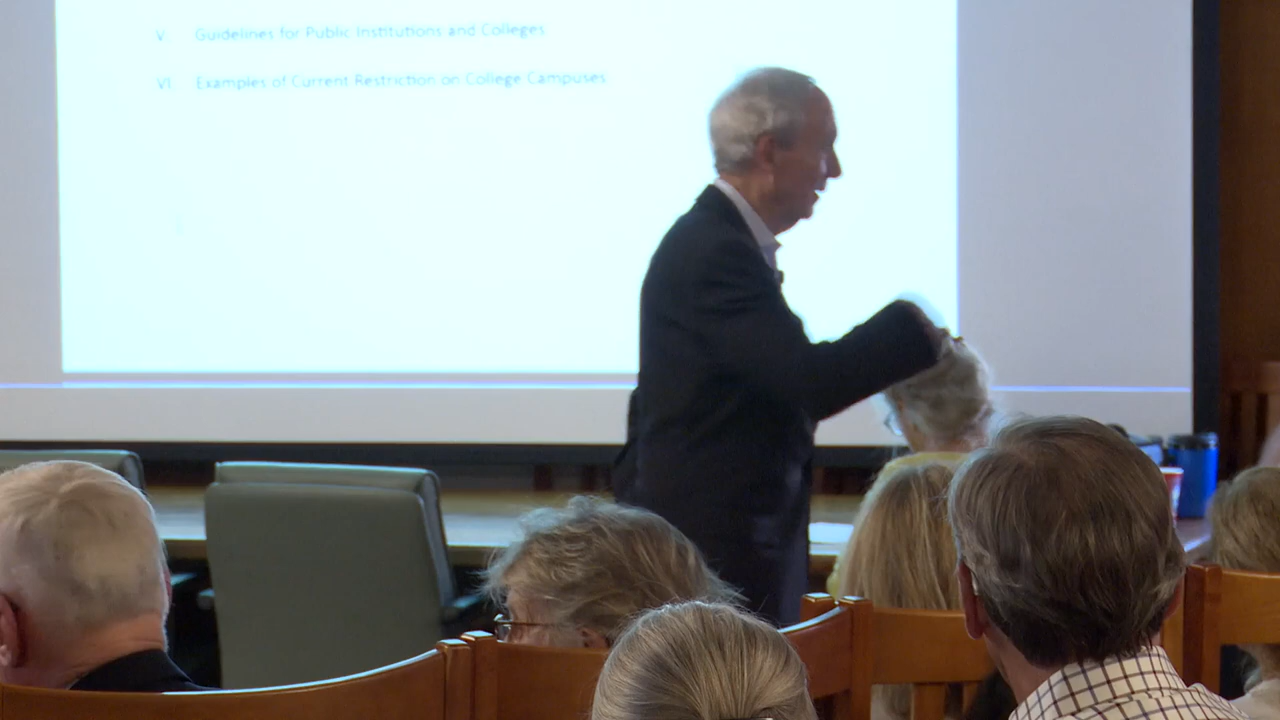 V. Guidelines for Public Institutions and Colleges
VI. Examples of Current Restriction on College Campuses